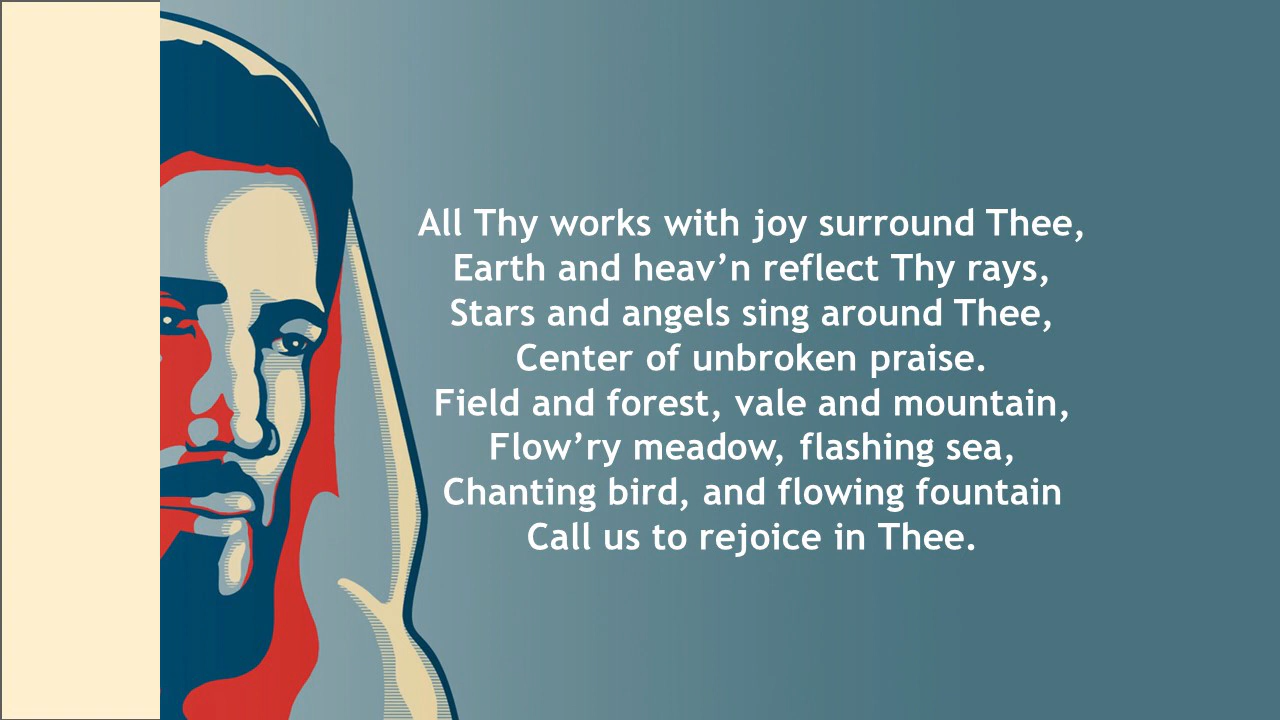 All Thy works with joy surround Thee,
Earth and heav’n reflect Thy rays,
Stars and angels sing around Thee,
Center of unbroken praise.
Field and forest, vale and mountain,
Flow’ry meadow, flashing sea,
Chanting bird, and flowing fountain
Call us to rejoice in Thee.